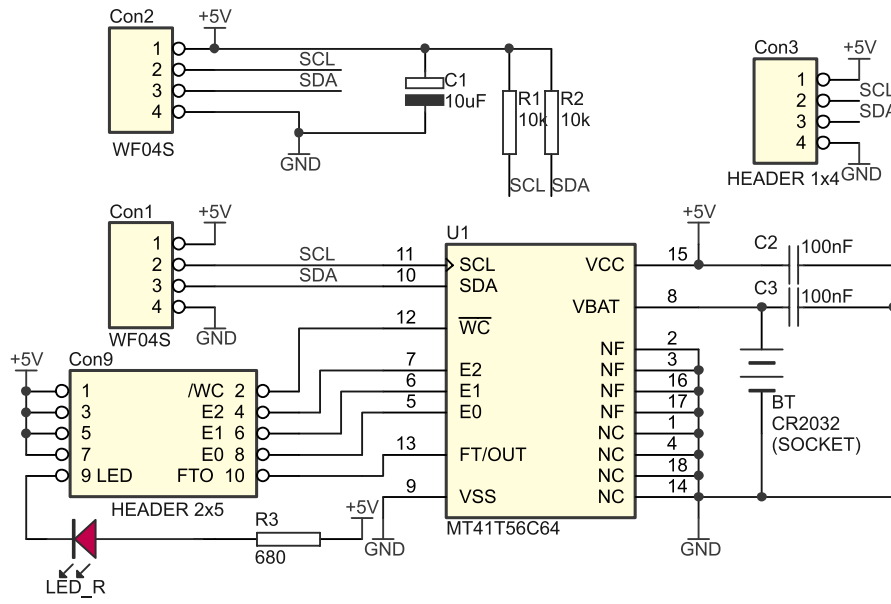 Con2
+5V
1
2 SCL
3 SDA
4
WF04S
GND
C1
10uF
R1
10k
R2
10k
SCL SDA
Con3
+5V
1
2 SCL
3 SDA
4
HEADER 1x4
GND
Con1
+5V
1
2 SCL
3 SDA
4
WF04S
GND
U1
11 SCL
10 SDA
12 WC
7 E2
6 E1
5 E0
13 FT/OUT
9 VSS
VCC 15
VBAT 8
NF 2
NF 3
NF 16
NF 17
NC 1
NC 4
NC 18
NC 14
MT41T56C64
+5V
C2
100nF
C3
100nF
BT
CR2032
(SOCKET)
GND
+5V
Con9
1 /WC 2
3 E2 4
5 E1 6
7 E0 8
9 LED FTO 10
HEADER 2x5
R3
680
+5V
GND
LED_R